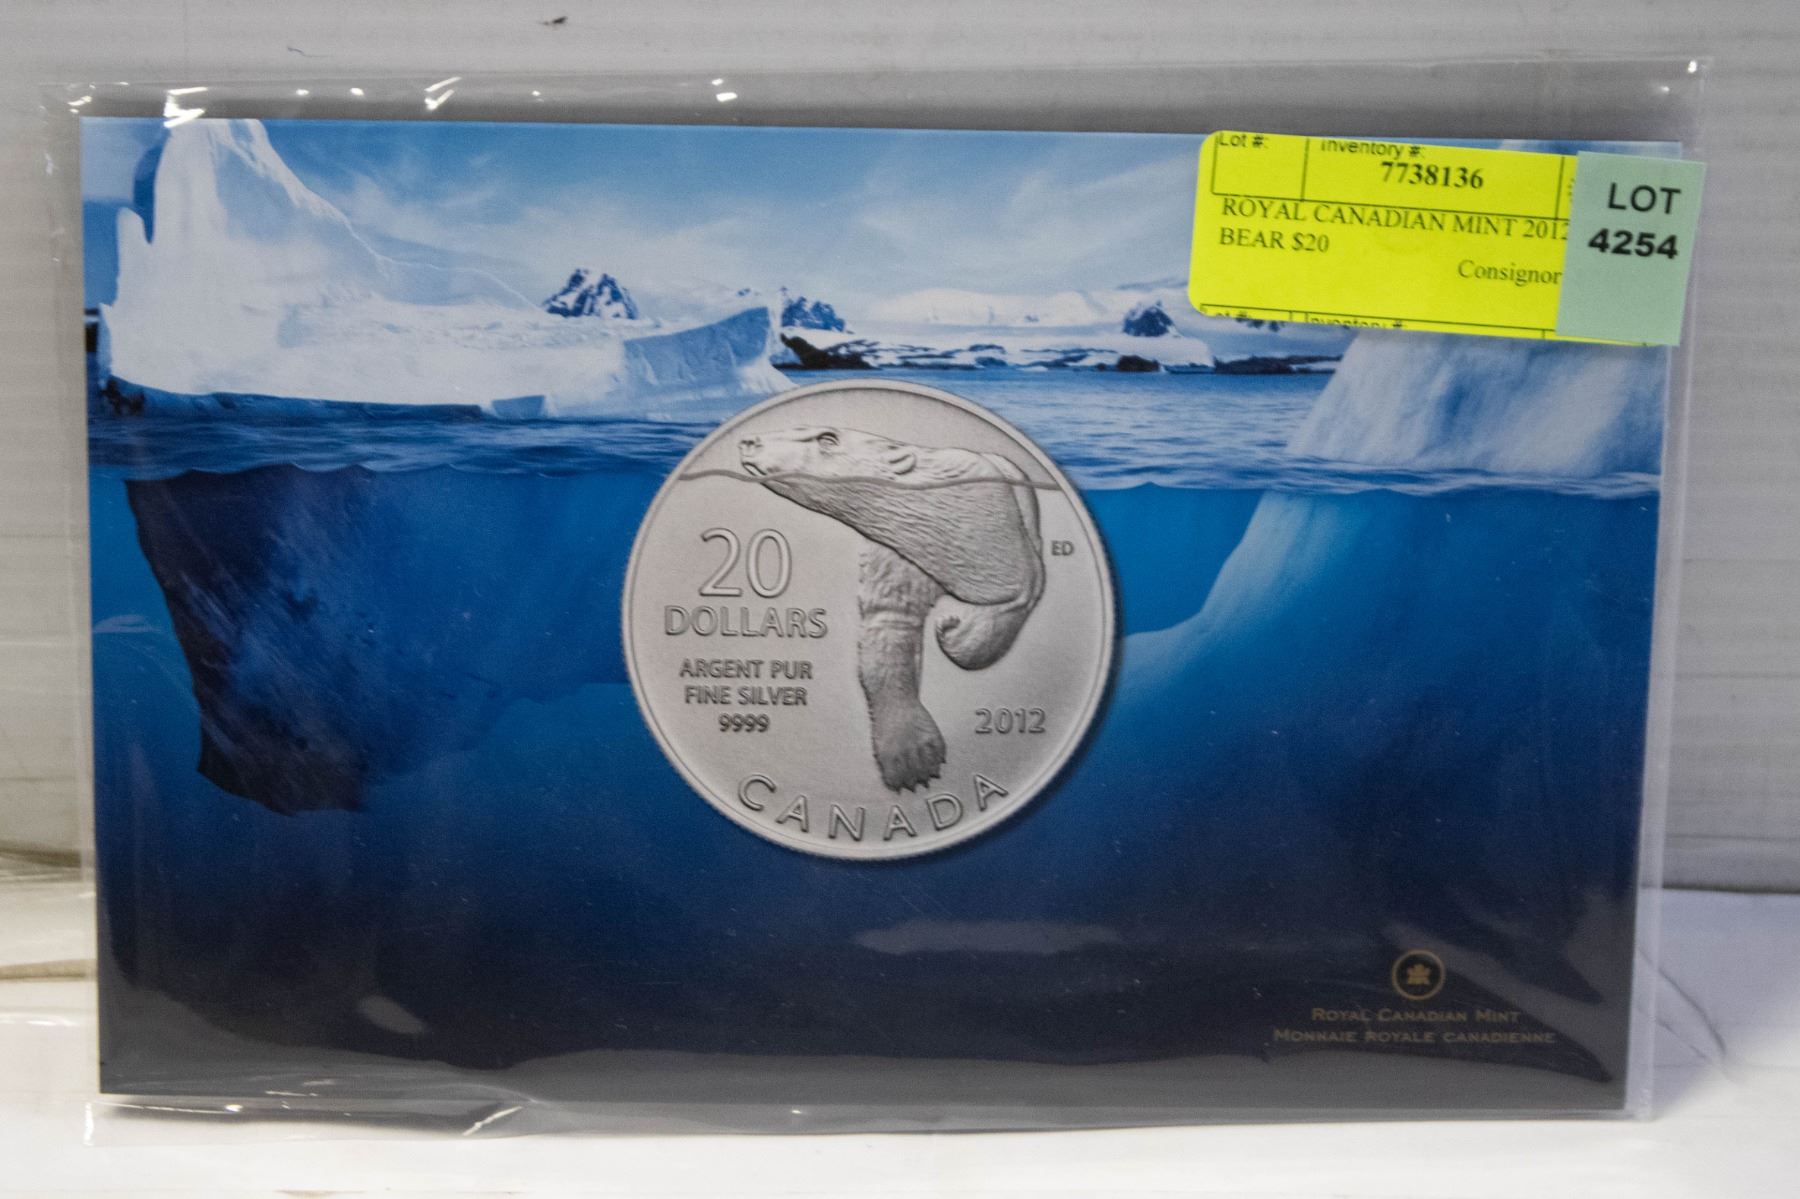 Lot #:
Inventory #:
7738136
ROYAL CANADIAN MINT 2012
BEAR $20
Consignor
Inventory #:
LOT
4254
20
DOLLARS
ARGENT PUR
FINE SILVER
9999
ED
2012
CANADA
ROYAL CANADIAN MINT
MONNAIE ROYALE CANADIENNE